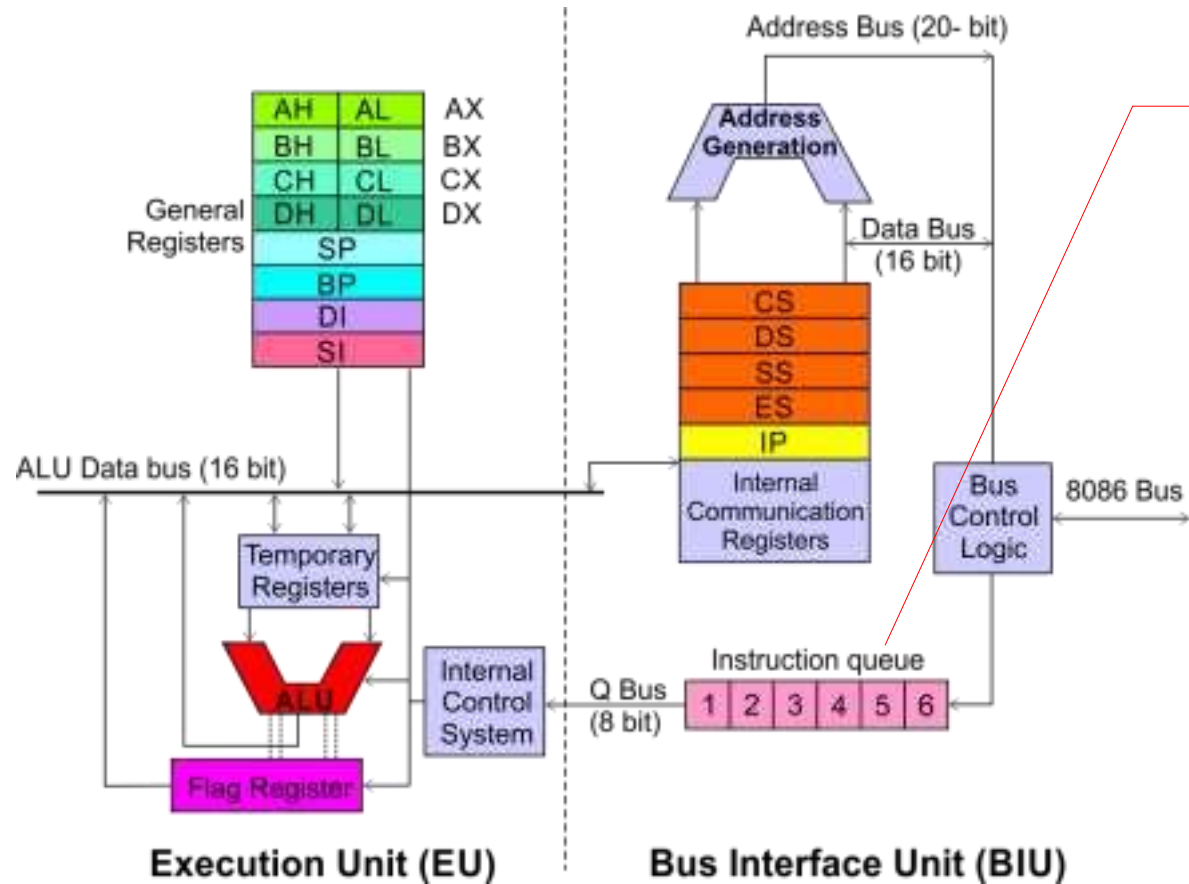 Address Bus (20- bit)
AH AL AX
BH BL BX
CH CL CX
DH DL DX
General
Registers
SP
BP
DI
SI
Address
Generation
Data Bus
(16 bit)
CS
DS
SS
ES
IP
Internal
Communication
Registers
Bus
Control
Logic
8086 Bus
ALU Data bus (16 bit)
Temporary
Registers
ALU
Flag Register
Internal
Control
System
Q Bus
(8 bit)
Instruction queue
1 2 3 4 5 6
Execution Unit (EU)
Bus Interface Unit (BIU)